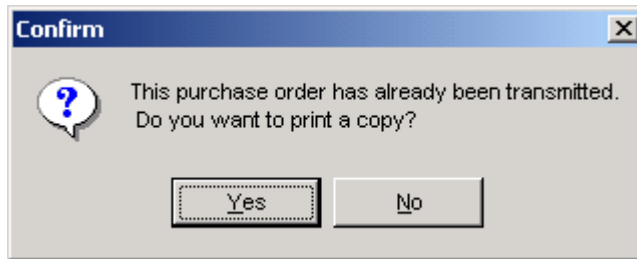 Confirm
This purchase order has already been transmitted.
Do you want to print a copy?
Yes
No